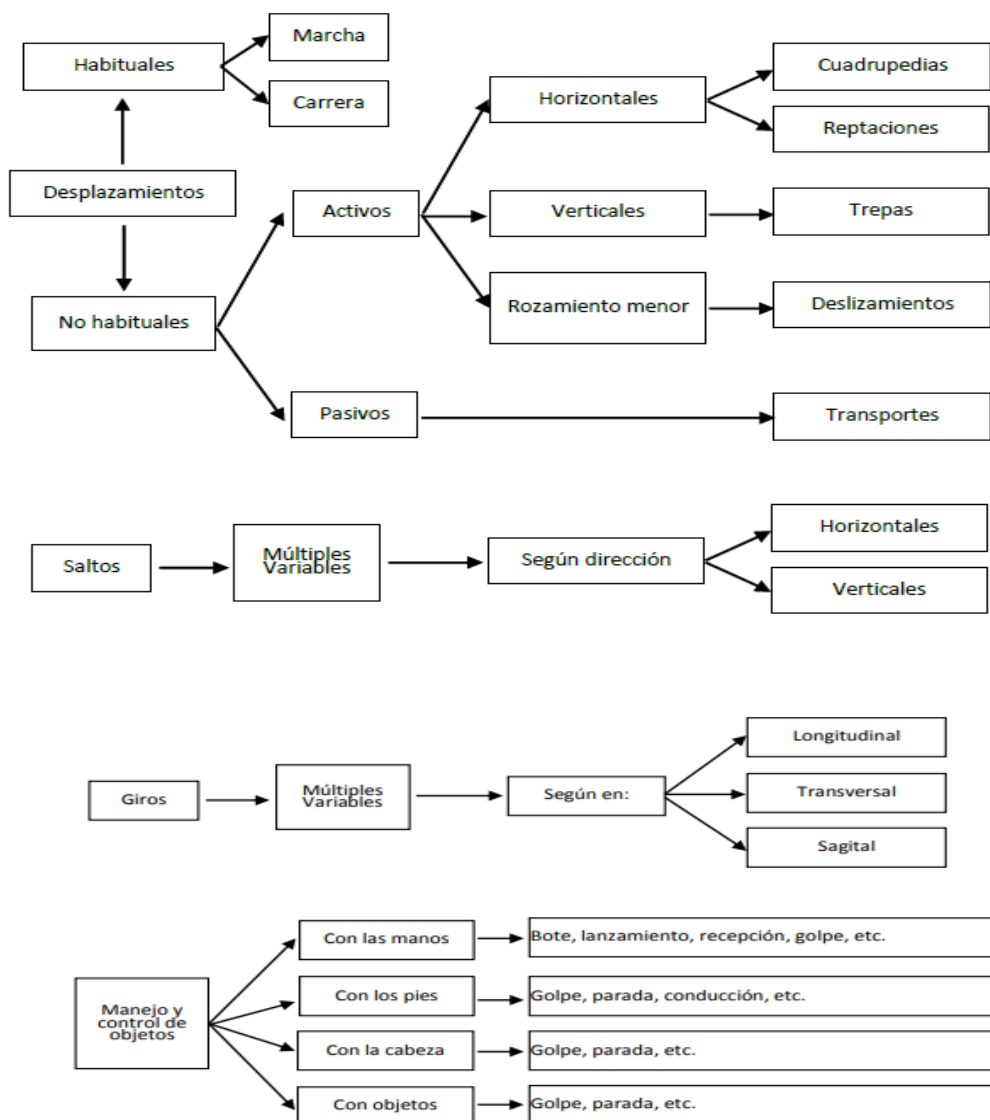 Habituales
Marcha
Carrera
Desplazamientos
No habituales
Activos
Pasivos
Horizontales
Verticales
Rozamiento menor
Cuadrupedias
Reptaciones
Trepas
Deslizamientos
Transportes
Saltos
Múltiples
Variables
Según dirección
Horizontales
Verticales
Giros
Múltiples
Variables
Según en:
Longitudinal
Transversal
Sagital
Manejo y
control de
objetos
Con las manos
Bote, lanzamiento, recepción, golpe, etc.
Con los pies
Golpe, parada, conducción, etc.
Con la cabeza
Golpe, parada, etc.
Con objetos
Golpe, parada, etc.